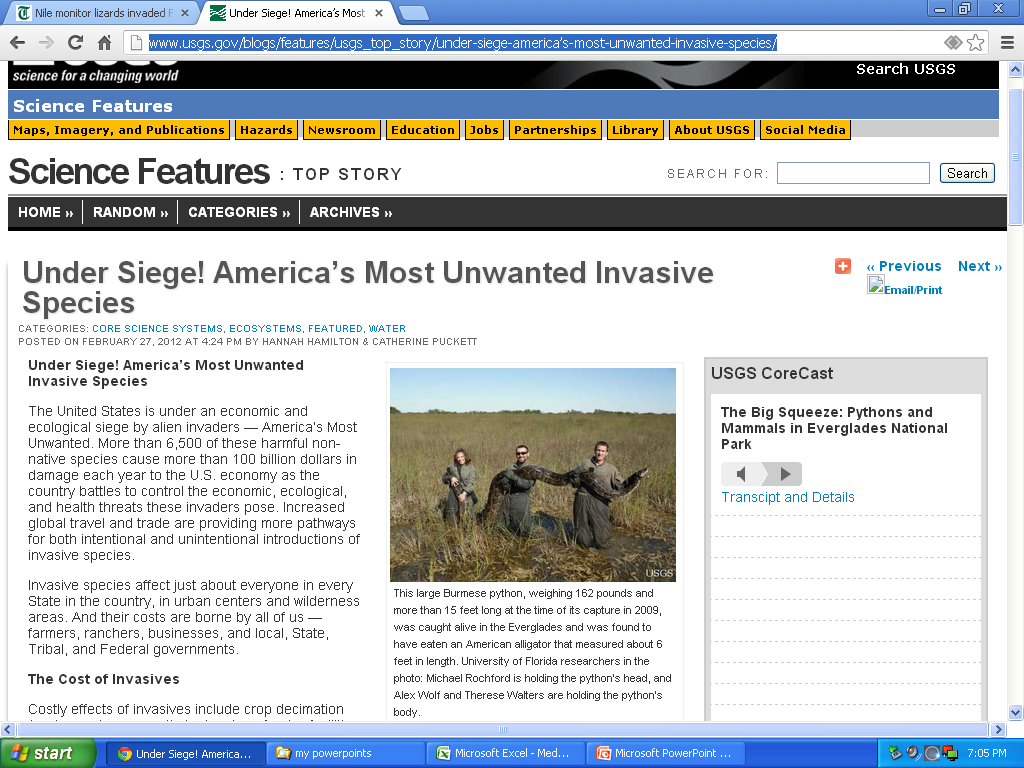 Nile monitor lizards invaded F
Under Siege! America's Most
www.usgs.gov/blogs/features/usgs_top_story/under-siege-america's-most-unwanted-invasive-species/
science for a changing world
Search USGS
Science Features
Maps, Imagery, and Publications Hazards Newsroom Education Jobs Partnerships Library About USGS Social Media
Science Features : TOP STORY
SEARCH FOR: Search
HOME » RANDOM » CATEGORIES » ARCHIVES »
Under Siege! America's Most Unwanted Invasive
Species
‹‹ Previous Next ››
Email/Print
CATEGORIES: CORE SCIENCE SYSTEMS, ECOSYSTEMS, FEATURED, WATER
POSTED ON FEBRUARY 27, 2012 AT 4:24 PM BY HANNAH HAMILTON & CATHERINE PUCKETT
Under Siege! America's Most Unwanted
Invasive Species
The United States is under an economic and
ecological siege by alien invaders — America's Most
Unwanted. More than 6,500 of these harmful non-
native species cause more than 100 billion dollars in
damage each year to the U.S. economy as the
country battles to control the economic, ecological,
and health threats these invaders pose. Increased
global travel and trade are providing more pathways
for both intentional and unintentional introductions of
invasive species.
Invasive species affect just about everyone in every
State in the country, in urban centers and wilderness
areas. And their costs are borne by all of us —
farmers, ranchers, businesses, and local, State,
Tribal, and Federal governments.
The Cost of Invasives
Costly effects of invasives include crop decimation
USGS
This large Burmese python, weighing 162 pounds and
more than 15 feet long at the time of its capture in 2009,
was caught alive in the Everglades and was found to
have eaten an American alligator that measured about 6
feet in length. University of Florida researchers in the
photo: Michael Rochford is holding the python's head, and
Alex Wolf and Therese Walters are holding the python's
body.
USGS CoreCast
The Big Squeeze: Pythons and
Mammals in Everglades National
Park
Transcipt and Details
start
Under Siege! America...
my powerpoints
Microsoft Excel - Med...
Microsoft PowerPoint ...
7:05 PM